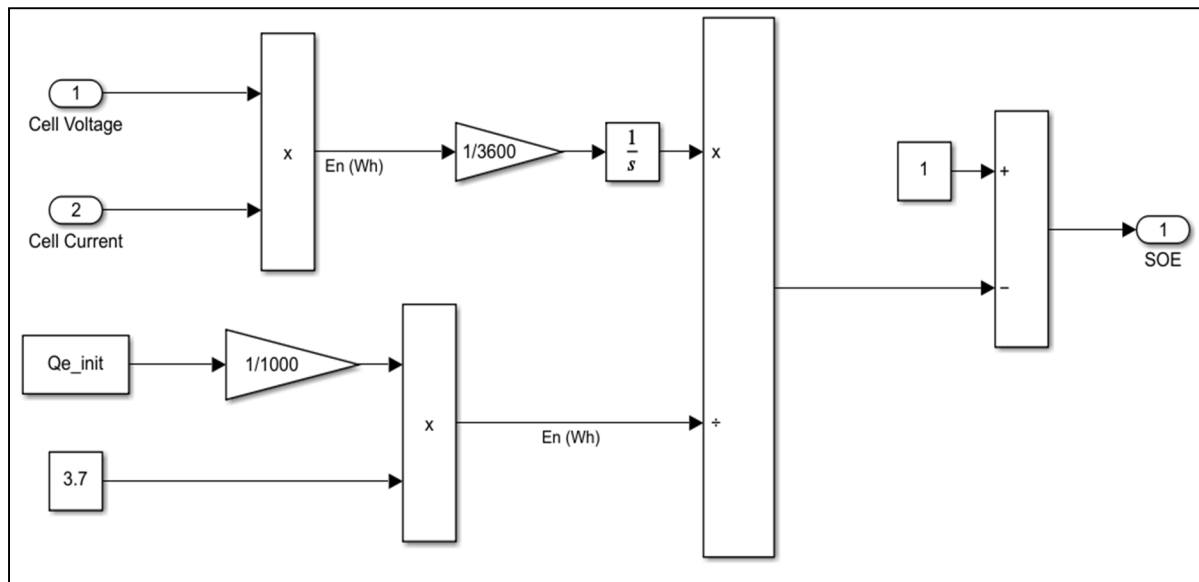 1
Cell Voltage
2
Cell Current
x
En (Wh)
1/3600
1
s
x
÷
Qe_init
1/1000
3.7
x
En (Wh)
1
+
−
1
SOE